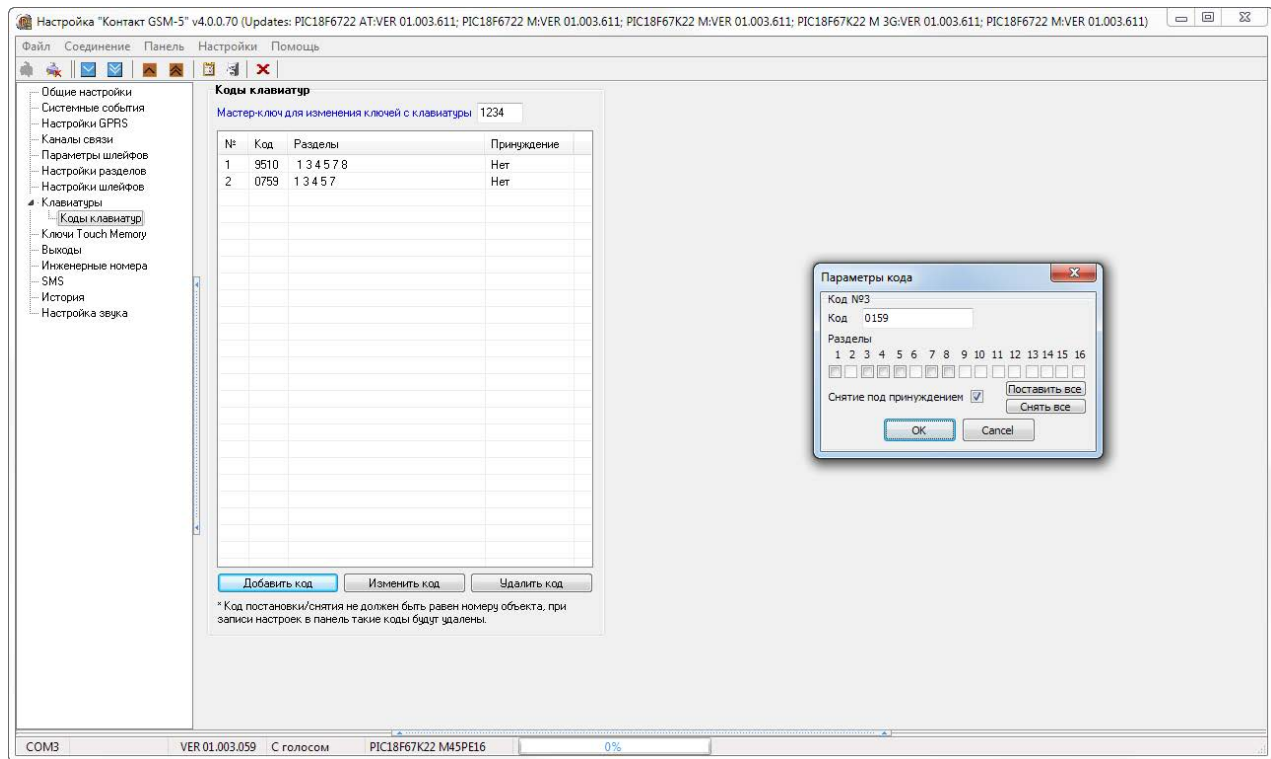 Настройка "Контакт GSM-5" v4.0.0.70 (Updates: PIC18F6722 AT:VER 01.003.611; PIC18F6722 M:VER 01.003.611; PIC18F67K22 M:VER 01.003.611; PIC18F67K22 M 3G:VER 01.003.611; PIC18F6722 M:VER 01.003.611)
Файл Соединение Панель Настройки Помощь
Общие настройки
Системные события
Настройки GPRS
Каналы связи
Параметры шлейфов
Настройки разделов
Настройки шлейфов
Клавиатуры
Коды клавиатур
Ключи Touch Memory
Выходы
Инженерные номера
SMS
История
Настройка звука
Коды клавиатур
Мастер-ключ для изменения ключей с клавиатуры 1234
№ Код Разделы Принуждение
1 9510 1 3 4 5 7 8 Нет
2 0759 1 3 4 5 7 Нет
Добавить код Изменить код Удалить код
* Код постановки/снятия не должен быть равен номеру объекта, при
записи настроек в панель такие коды будут удалены.
Параметры кода
Код №3
Код 0159
Разделы
1 2 3 4 5 6 7 8 9 10 11 12 13 14 15 16
Снятие под принуждением
Поставить все
Снять все
OK Cancel
COM3 VER 01.003.059 С голосом PIC18F67K22 M45PE16 0%